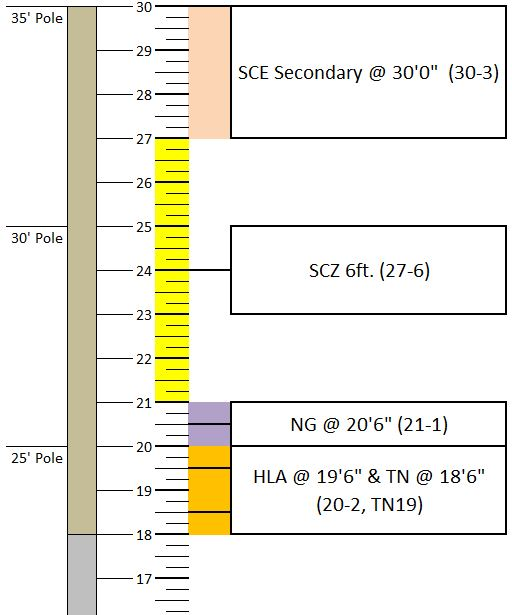 35' Pole
30
29
SCE Secondary @ 30'0"  (30-3)
28
27
26
30' Pole
25
24
SCZ 6ft. (27-6)
23
22
21
NG @ 20'6" (21-1)
25' Pole
20
HLA @ 19'6" & TN @ 18'6"
(20-2, TN19)
19
18
17